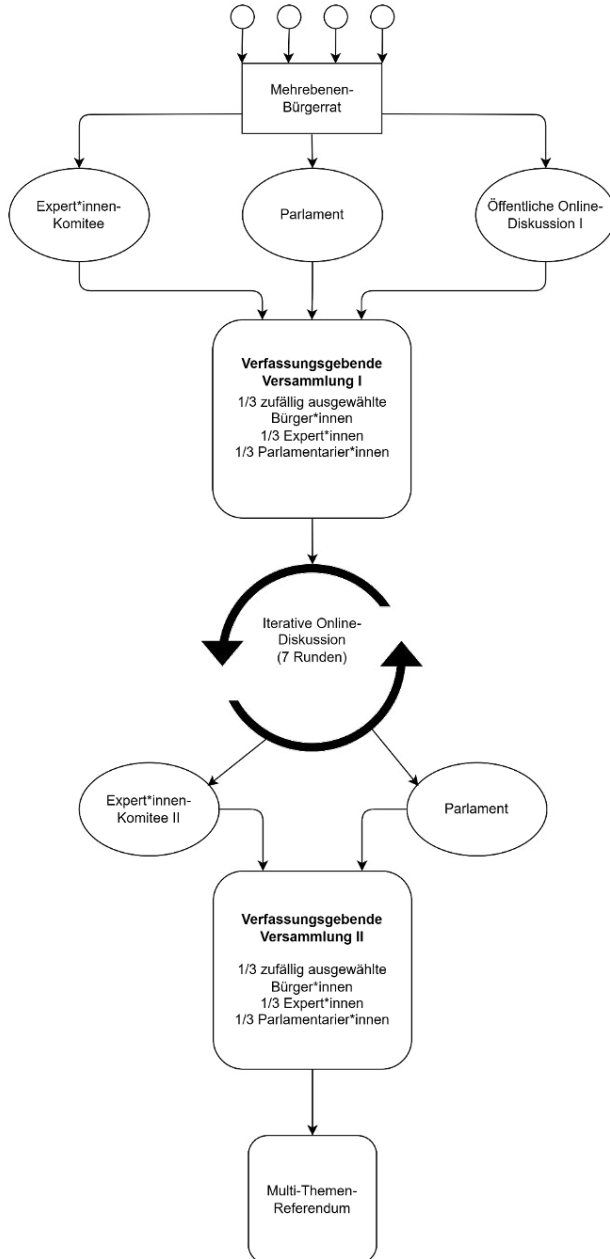 Mehrebenen-
Bürgerrat
Expert*innen-
Komitee
Parlament
Öffentliche Online-
Diskussion I
Verfassungsgebende
Versammlung I
1/3 zufällig ausgewählte
Bürger*innen
1/3 Expert*innen
1/3 Parlamentarier*innen
Iterative Online-
Diskussion
(7 Runden)
Expert*innen-
Komitee II
Parlament
Verfassungsgebende
Versammlung II
1/3 zufällig ausgewählte
Bürger*innen
1/3 Expert*innen
1/3 Parlamentarier*innen
Multi-Themen-
Referendum